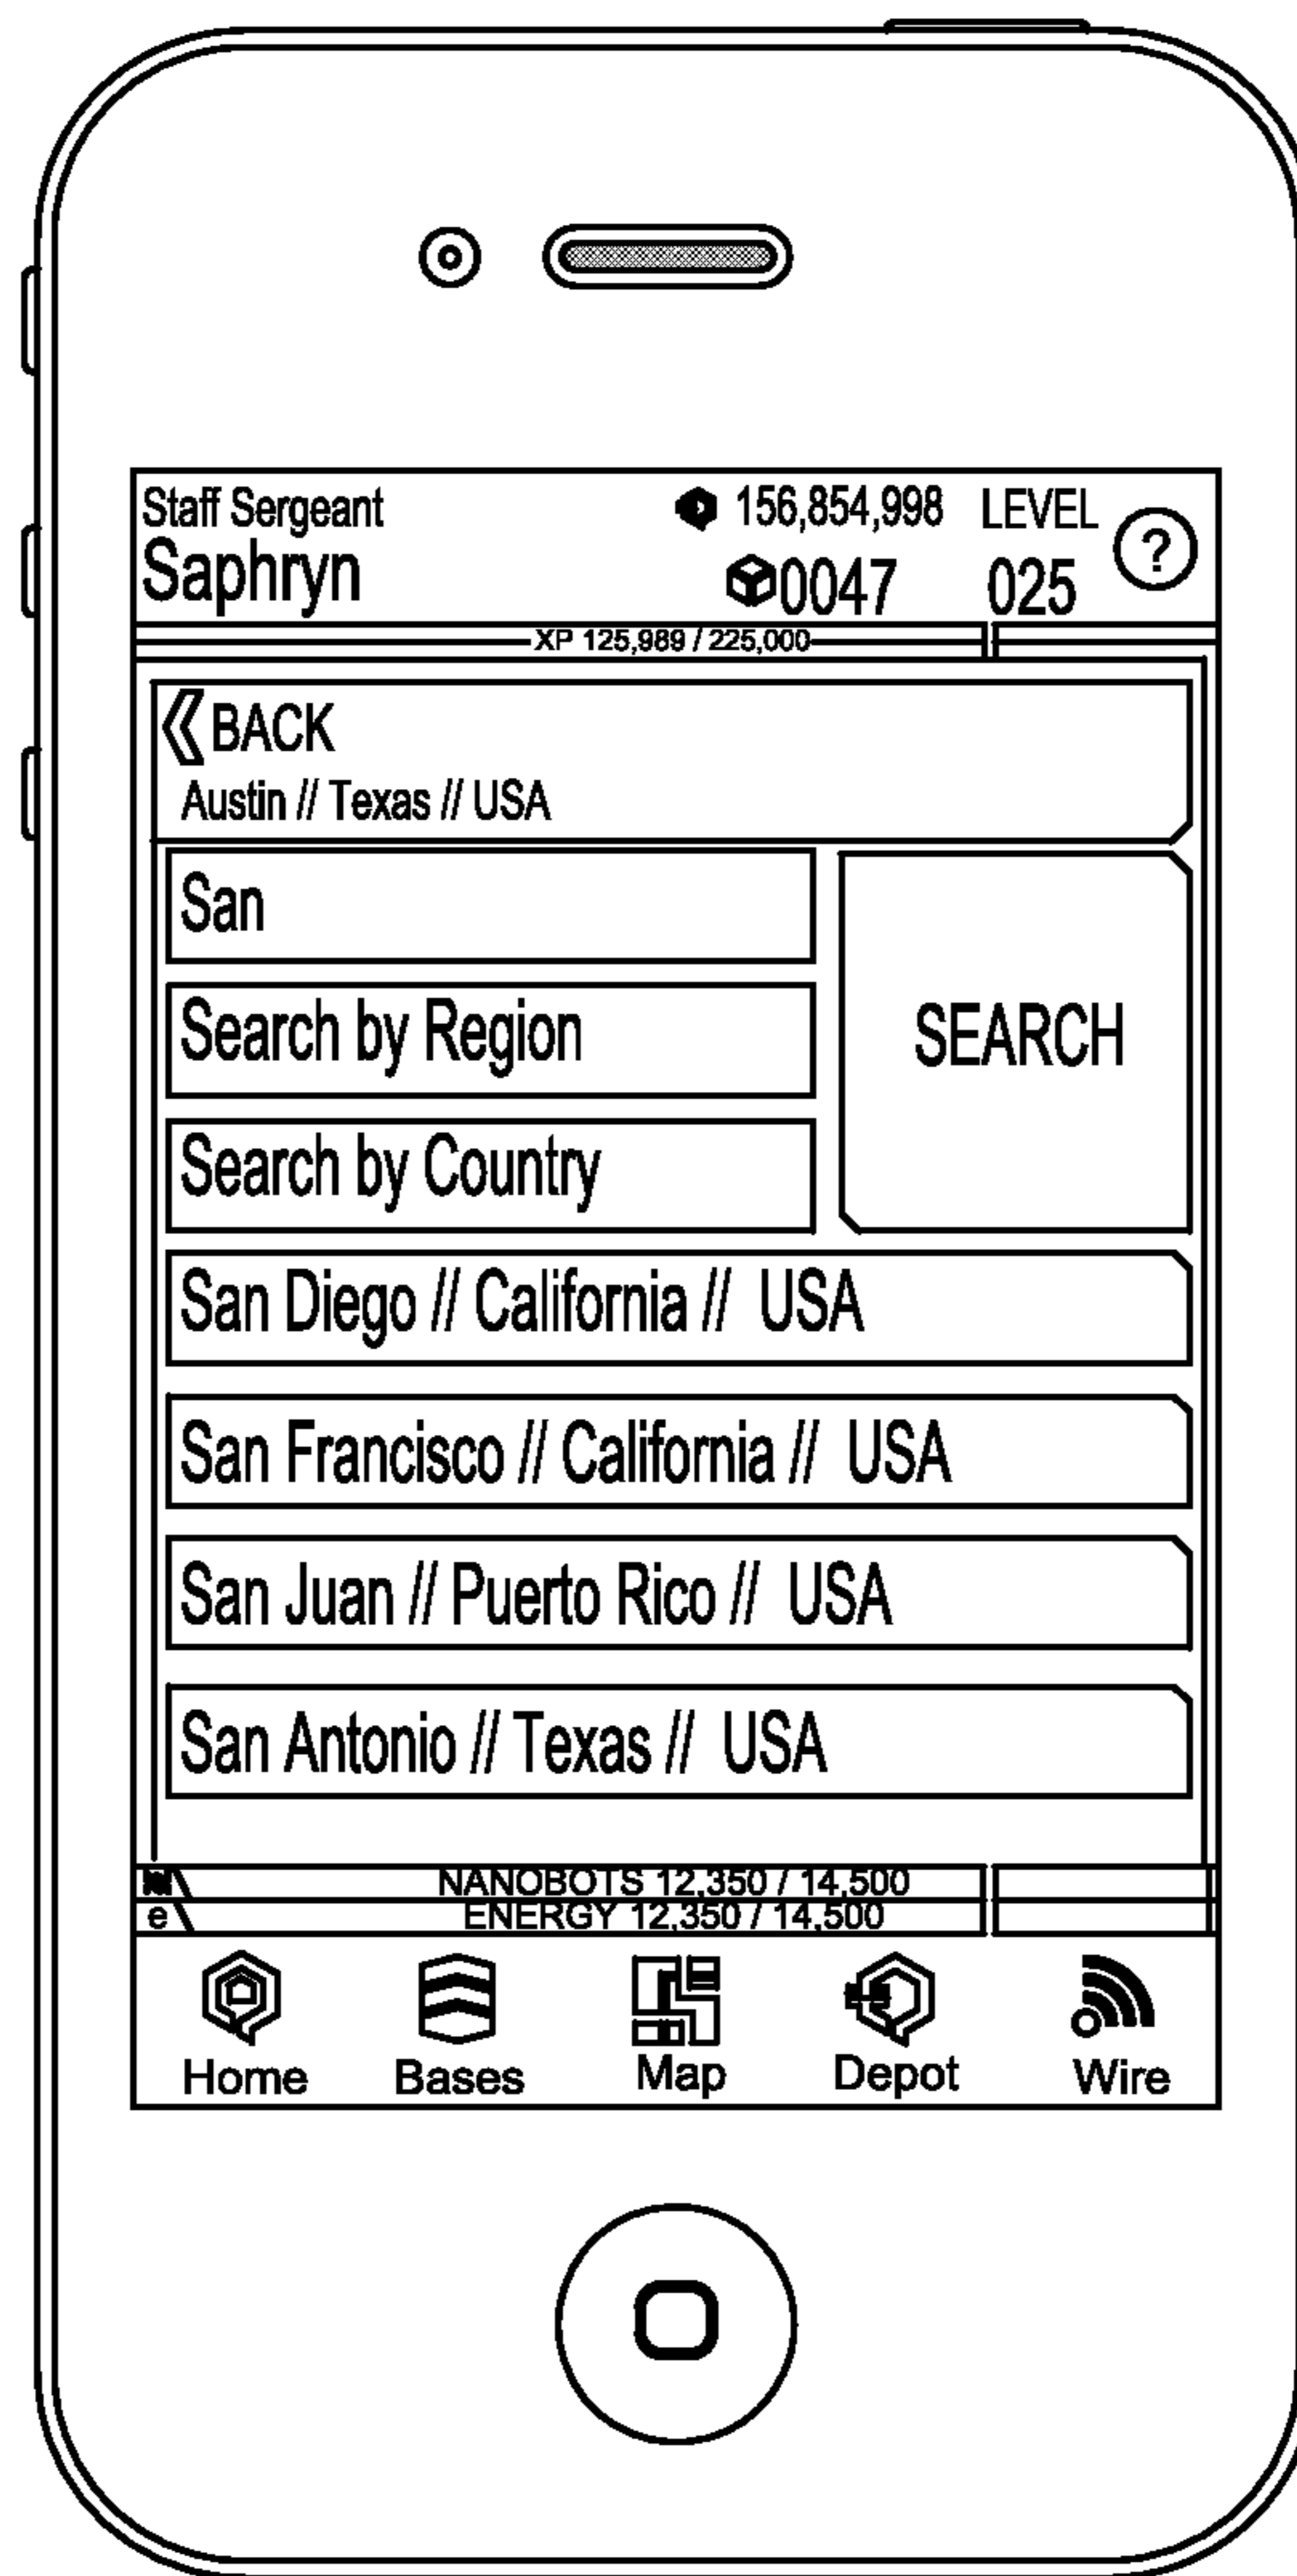 Staff Sergeant 156,854,998 LEVEL ?
Saphryn 0047 025
XP 125,989 / 225,000
BACK
Austin // Texas // USA
San
Search by Region
SEARCH
Search by Country
San Diego // California // USA
San Francisco // California // USA
San Juan // Puerto Rico // USA
San Antonio // Texas // USA
NANOBOTS 12,350 / 14,500
e ENERGY 12,350 / 14,500
Home Bases Map Depot Wire